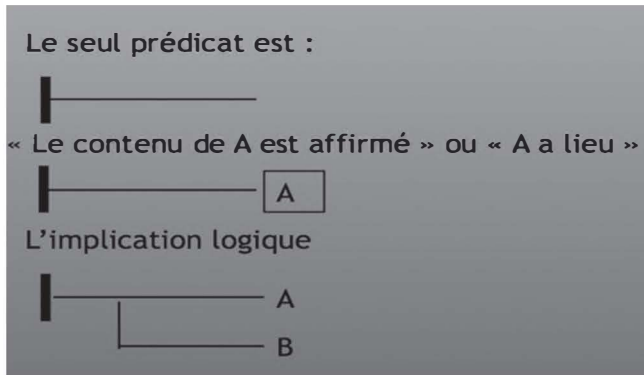 Le seul prédicat est :
« Le contenu de A est affirmé » ou « A a lieu »
A
L'implication logique
A
B